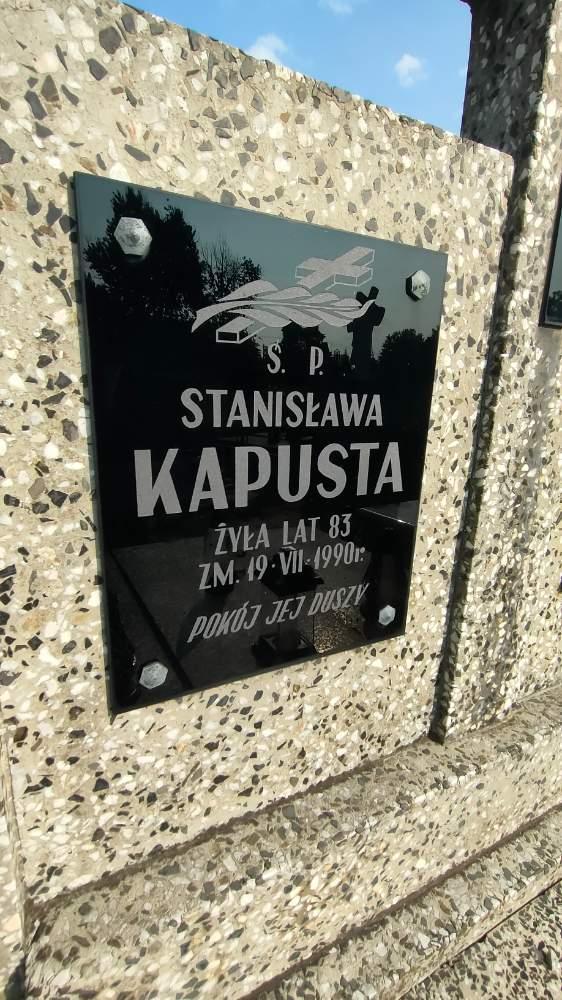 Ś. P.
STANISŁAWA
KAPUSTA
ŻYŁA LAT 83
ZM. 19·VII·1990r.
POKÓJ JEJ DUSZY